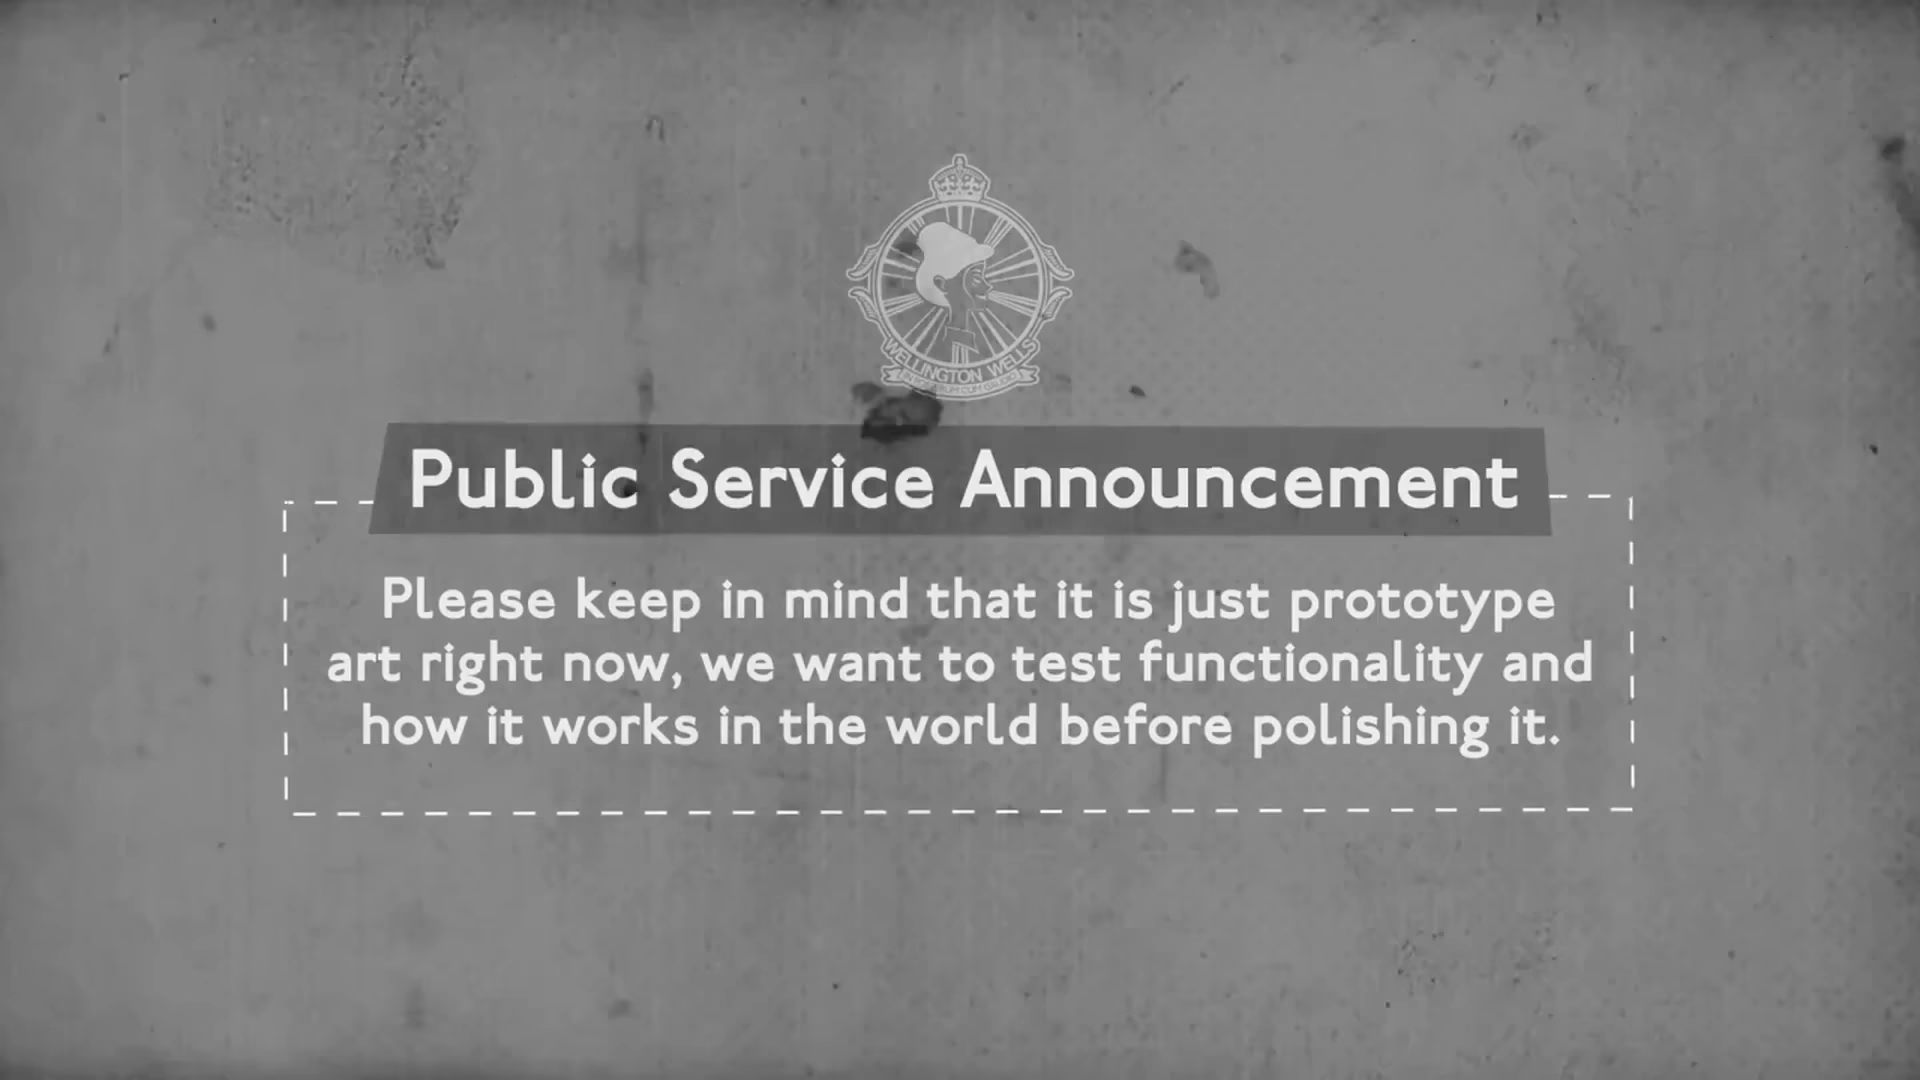 WELLINGTON WELLS
Public Service Announcement
Please keep in mind that it is just prototype
art right now, we want to test functionality and
how it works in the world before polishing it.